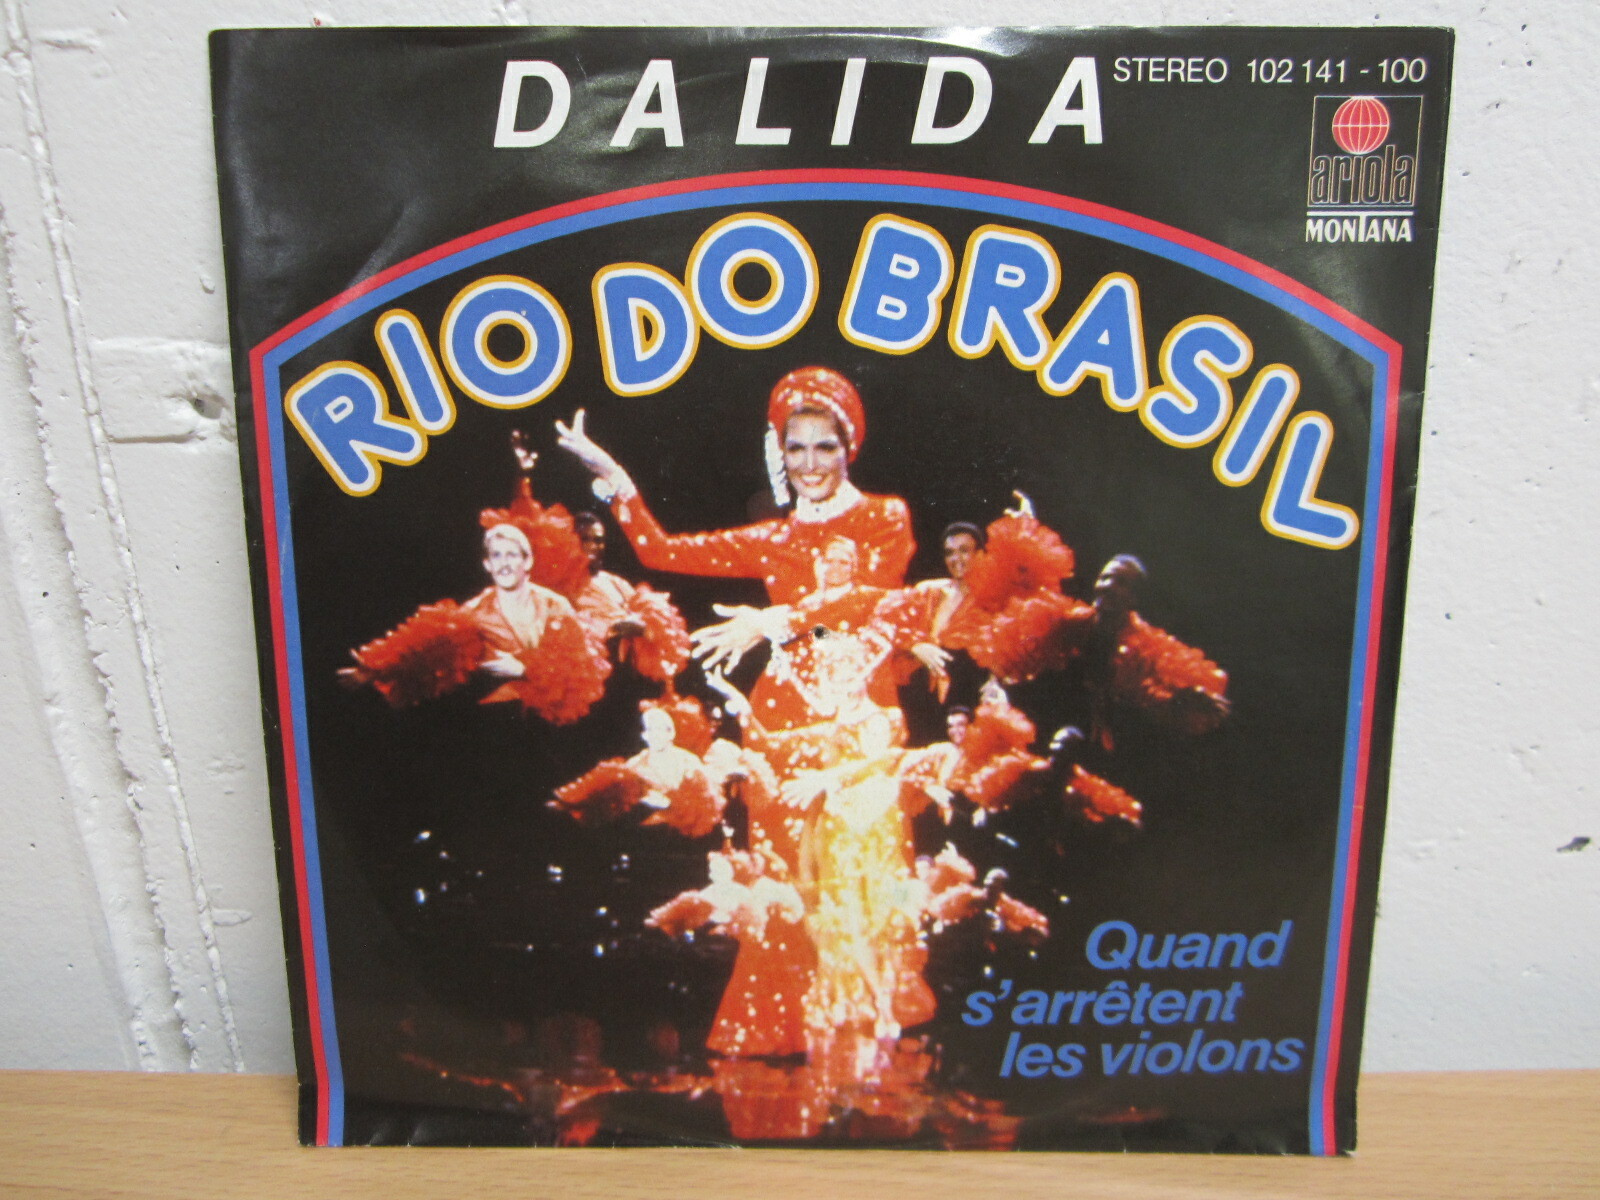 DALIDA
STEREO 102 141 - 100
ariola
MONTANA
RIO DO BRASIL
Quand
s'arrêtent
les violons